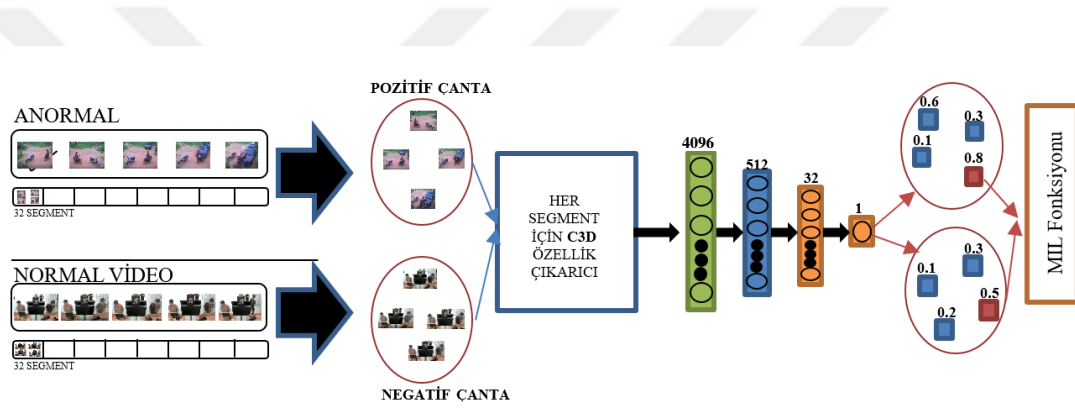 ANORMAL
32 SEGMENT
NORMAL VİDEO
32 SEGMENT
POZİTİF ÇANTA
NEGATİF ÇANTA
HER
SEGMENT
İÇİN C3D
ÖZELLİK
ÇIKARICI
4096
512
32
1
0.6
0.3
0.1
0.8
0.3
0.1
0.5
0.2
MIL Fonksiyonu